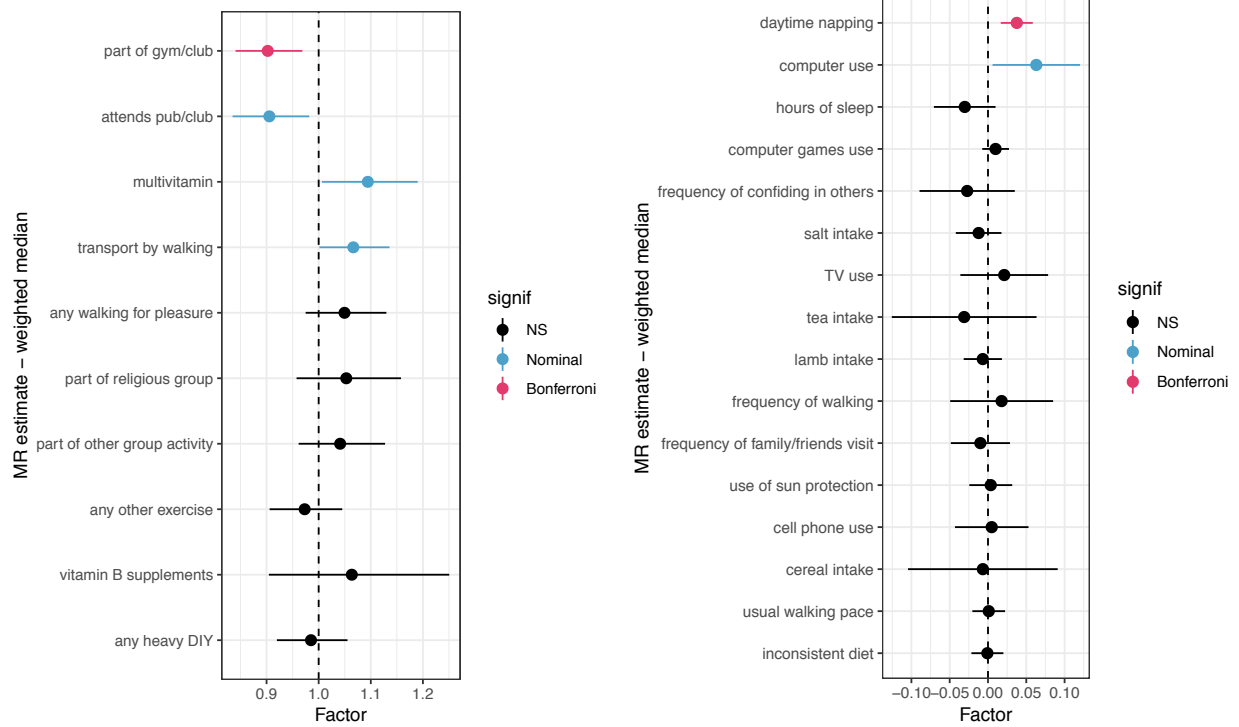 MR estimate – weighted median
part of gym/club
attends pub/club
multivitamin
transport by walking
any walking for pleasure
part of religious group
part of other group activity
any other exercise
vitamin B supplements
any heavy DIY
0.9 1.0 1.1 1.2
Factor
signif
NS
Nominal
Bonferroni
MR estimate – weighted median
daytime napping
computer use
hours of sleep
computer games use
frequency of confiding in others
salt intake
TV use
tea intake
lamb intake
frequency of walking
frequency of family/friends visit
use of sun protection
cell phone use
cereal intake
usual walking pace
inconsistent diet
−0.10 −0.05 0.00 0.05 0.10
Factor
signif
NS
Nominal
Bonferroni